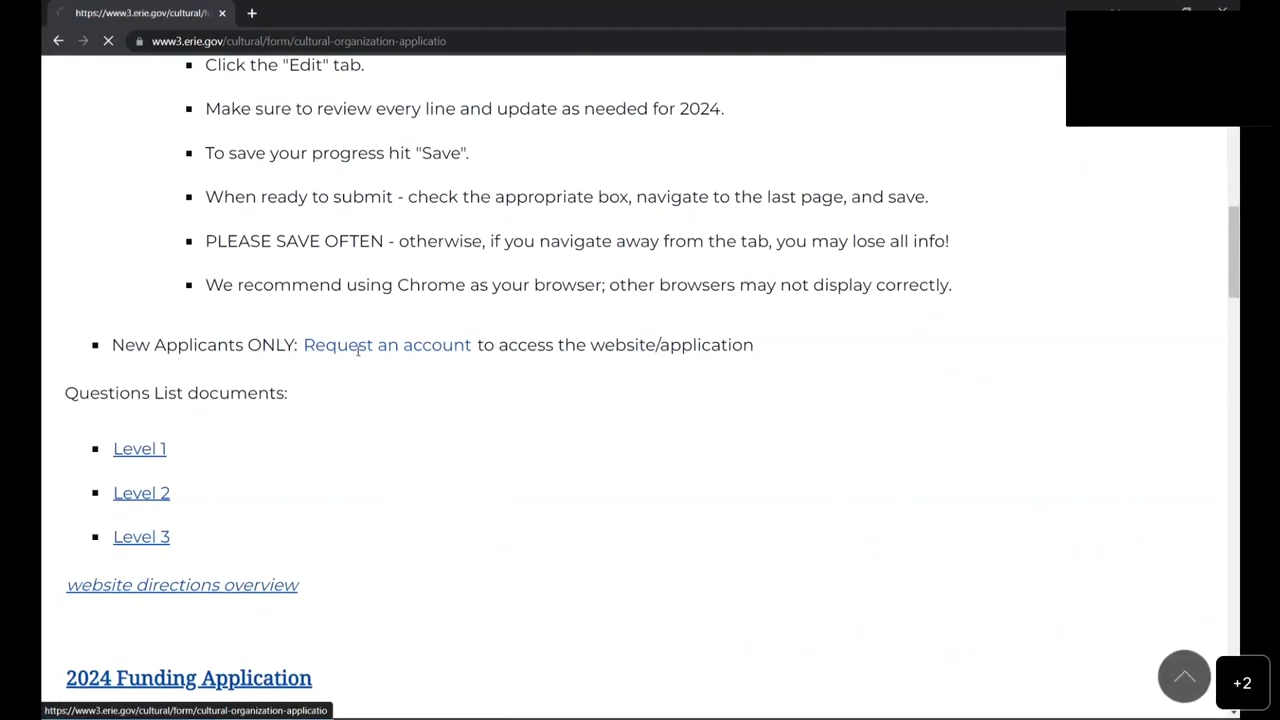 https://www3.erie.gov/cultural/f
www3.erie.gov/cultural/form/cultural-organization-applicatio
Click the "Edit" tab.
Make sure to review every line and update as needed for 2024.
To save your progress hit "Save".
When ready to submit - check the appropriate box, navigate to the last page, and save.
PLEASE SAVE OFTEN - otherwise, if you navigate away from the tab, you may lose all info!
We recommend using Chrome as your browser; other browsers may not display correctly.
New Applicants ONLY: Request an account to access the website/application
Questions List documents:
Level 1
Level 2
Level 3
website directions overview
2024 Funding Application
https://www3.erie.gov/cultural/form/cultural-organization-applicatio
+2